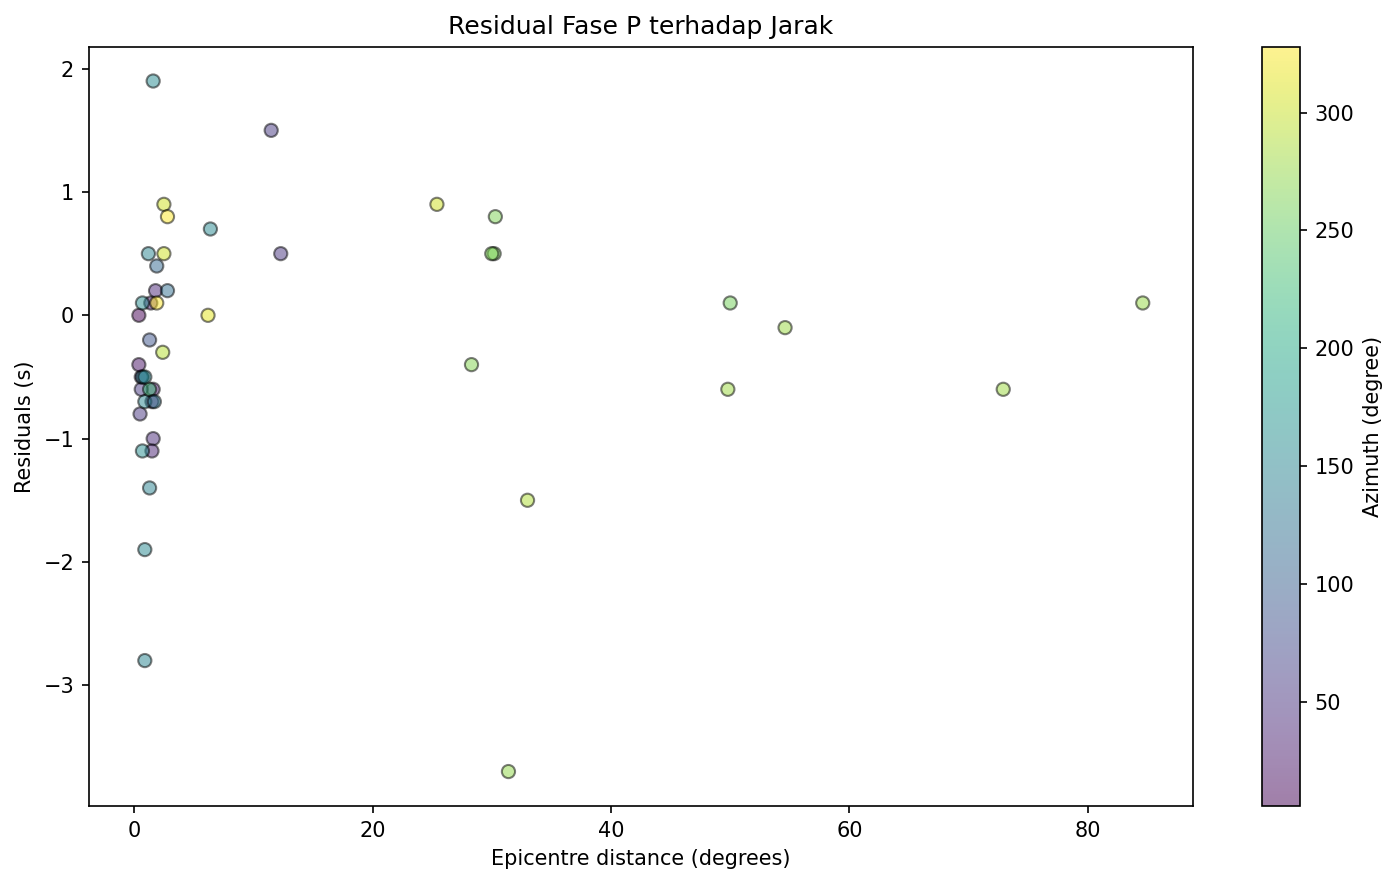 Residual Fase P terhadap Jarak
Residuals (s)
2
1
0
−1
−2
−3
0 20 40 60 80
Epicentre distance (degrees)
300
250
200
150
100
50
Azimuth (degree)